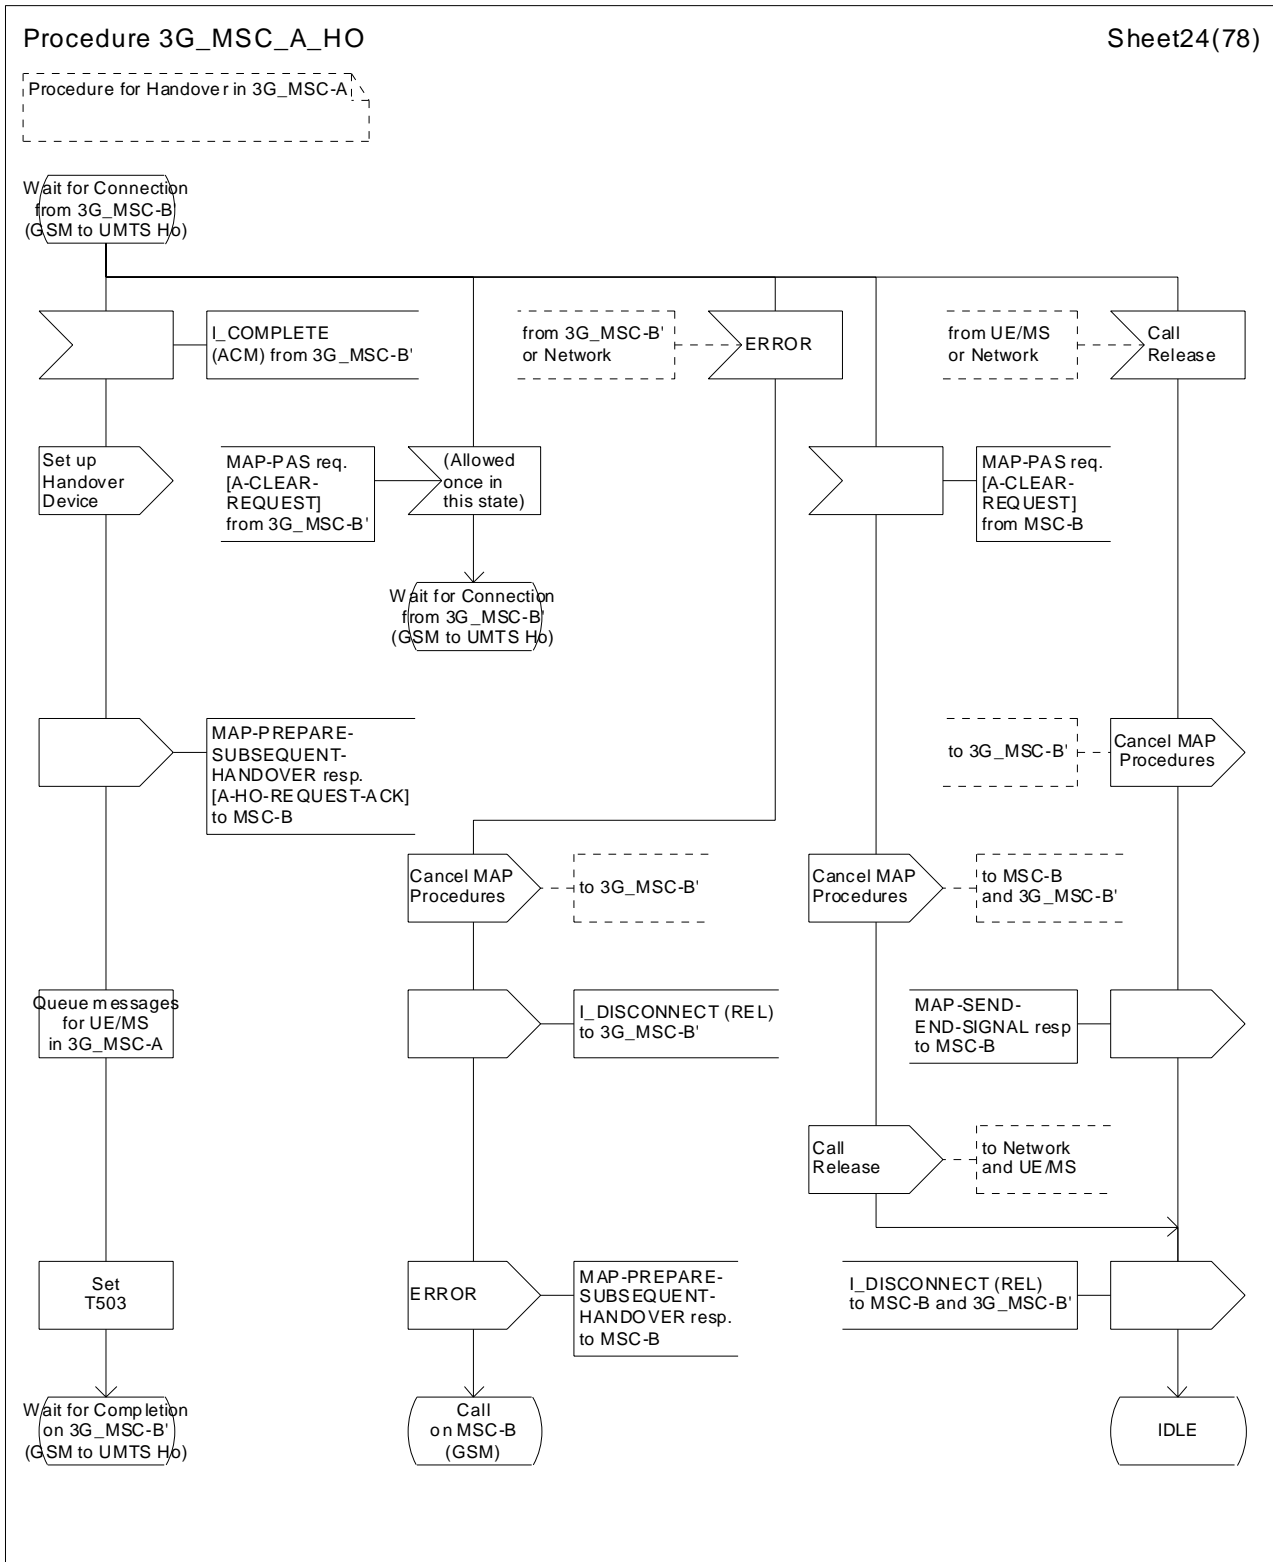 Procedure 3G_MSC_A_HO
Sheet24(78)
Procedure for Handover in 3G_MSC-A
Wait for Connection
from 3G_MSC-B'
(GSM to UMTS Ho)
I_COMPLETE
(ACM) from 3G_MSC-B'
from 3G_MSC-B'
or Network
ERROR
from UE/MS
or Network
Call
Release
Set up
Handover
Device
MAP-PAS req.
[A-CLEAR-
REQUEST]
from 3G_MSC-B'
(Allowed
once in
this state)
MAP-PAS req.
[A-CLEAR-
REQUEST]
from MSC-B
Wait for Connection
from 3G_MSC-B'
(GSM to UMTS Ho)
MAP-PREPARE-
SUBSEQUENT-
HANDOVER resp.
[A-HO-REQUEST-ACK]
to MSC-B
to 3G_MSC-B'
Cancel MAP
Procedures
Cancel MAP
Procedures
to 3G_MSC-B'
Cancel MAP
Procedures
to MSC-B
and 3G_MSC-B'
Queue messages
for UE/MS
in 3G_MSC-A
I_DISCONNECT (REL)
to 3G_MSC-B'
MAP-SEND-
END-SIGNAL resp
to MSC-B
Call
Release
to Network
and UE/MS
Set
T503
ERROR
MAP-PREPARE-
SUBSEQUENT-
HANDOVER resp.
to MSC-B
I_DISCONNECT (REL)
to MSC-B and 3G_MSC-B'
Wait for Completion
on 3G_MSC-B'
(GSM to UMTS Ho)
Call
on MSC-B
(GSM)
IDLE